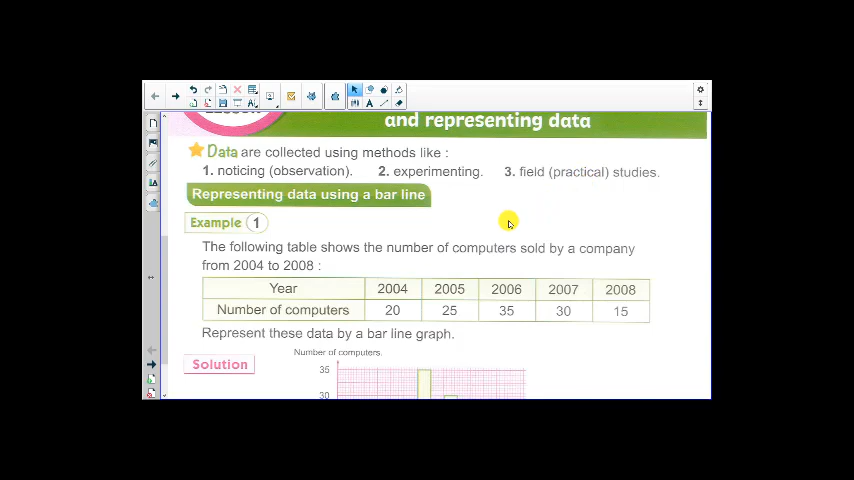 and representing data
Data are collected using methods like :
1. noticing (observation). 2. experimenting. 3. field (practical) studies.
Representing data using a bar line
Example 1
The following table shows the number of computers sold by a company
from 2004 to 2008 :
Year 2004 2005 2006 2007 2008
Number of computers 20 25 35 30 15
Represent these data by a bar line graph.
Solution
Number of computers.
35
30